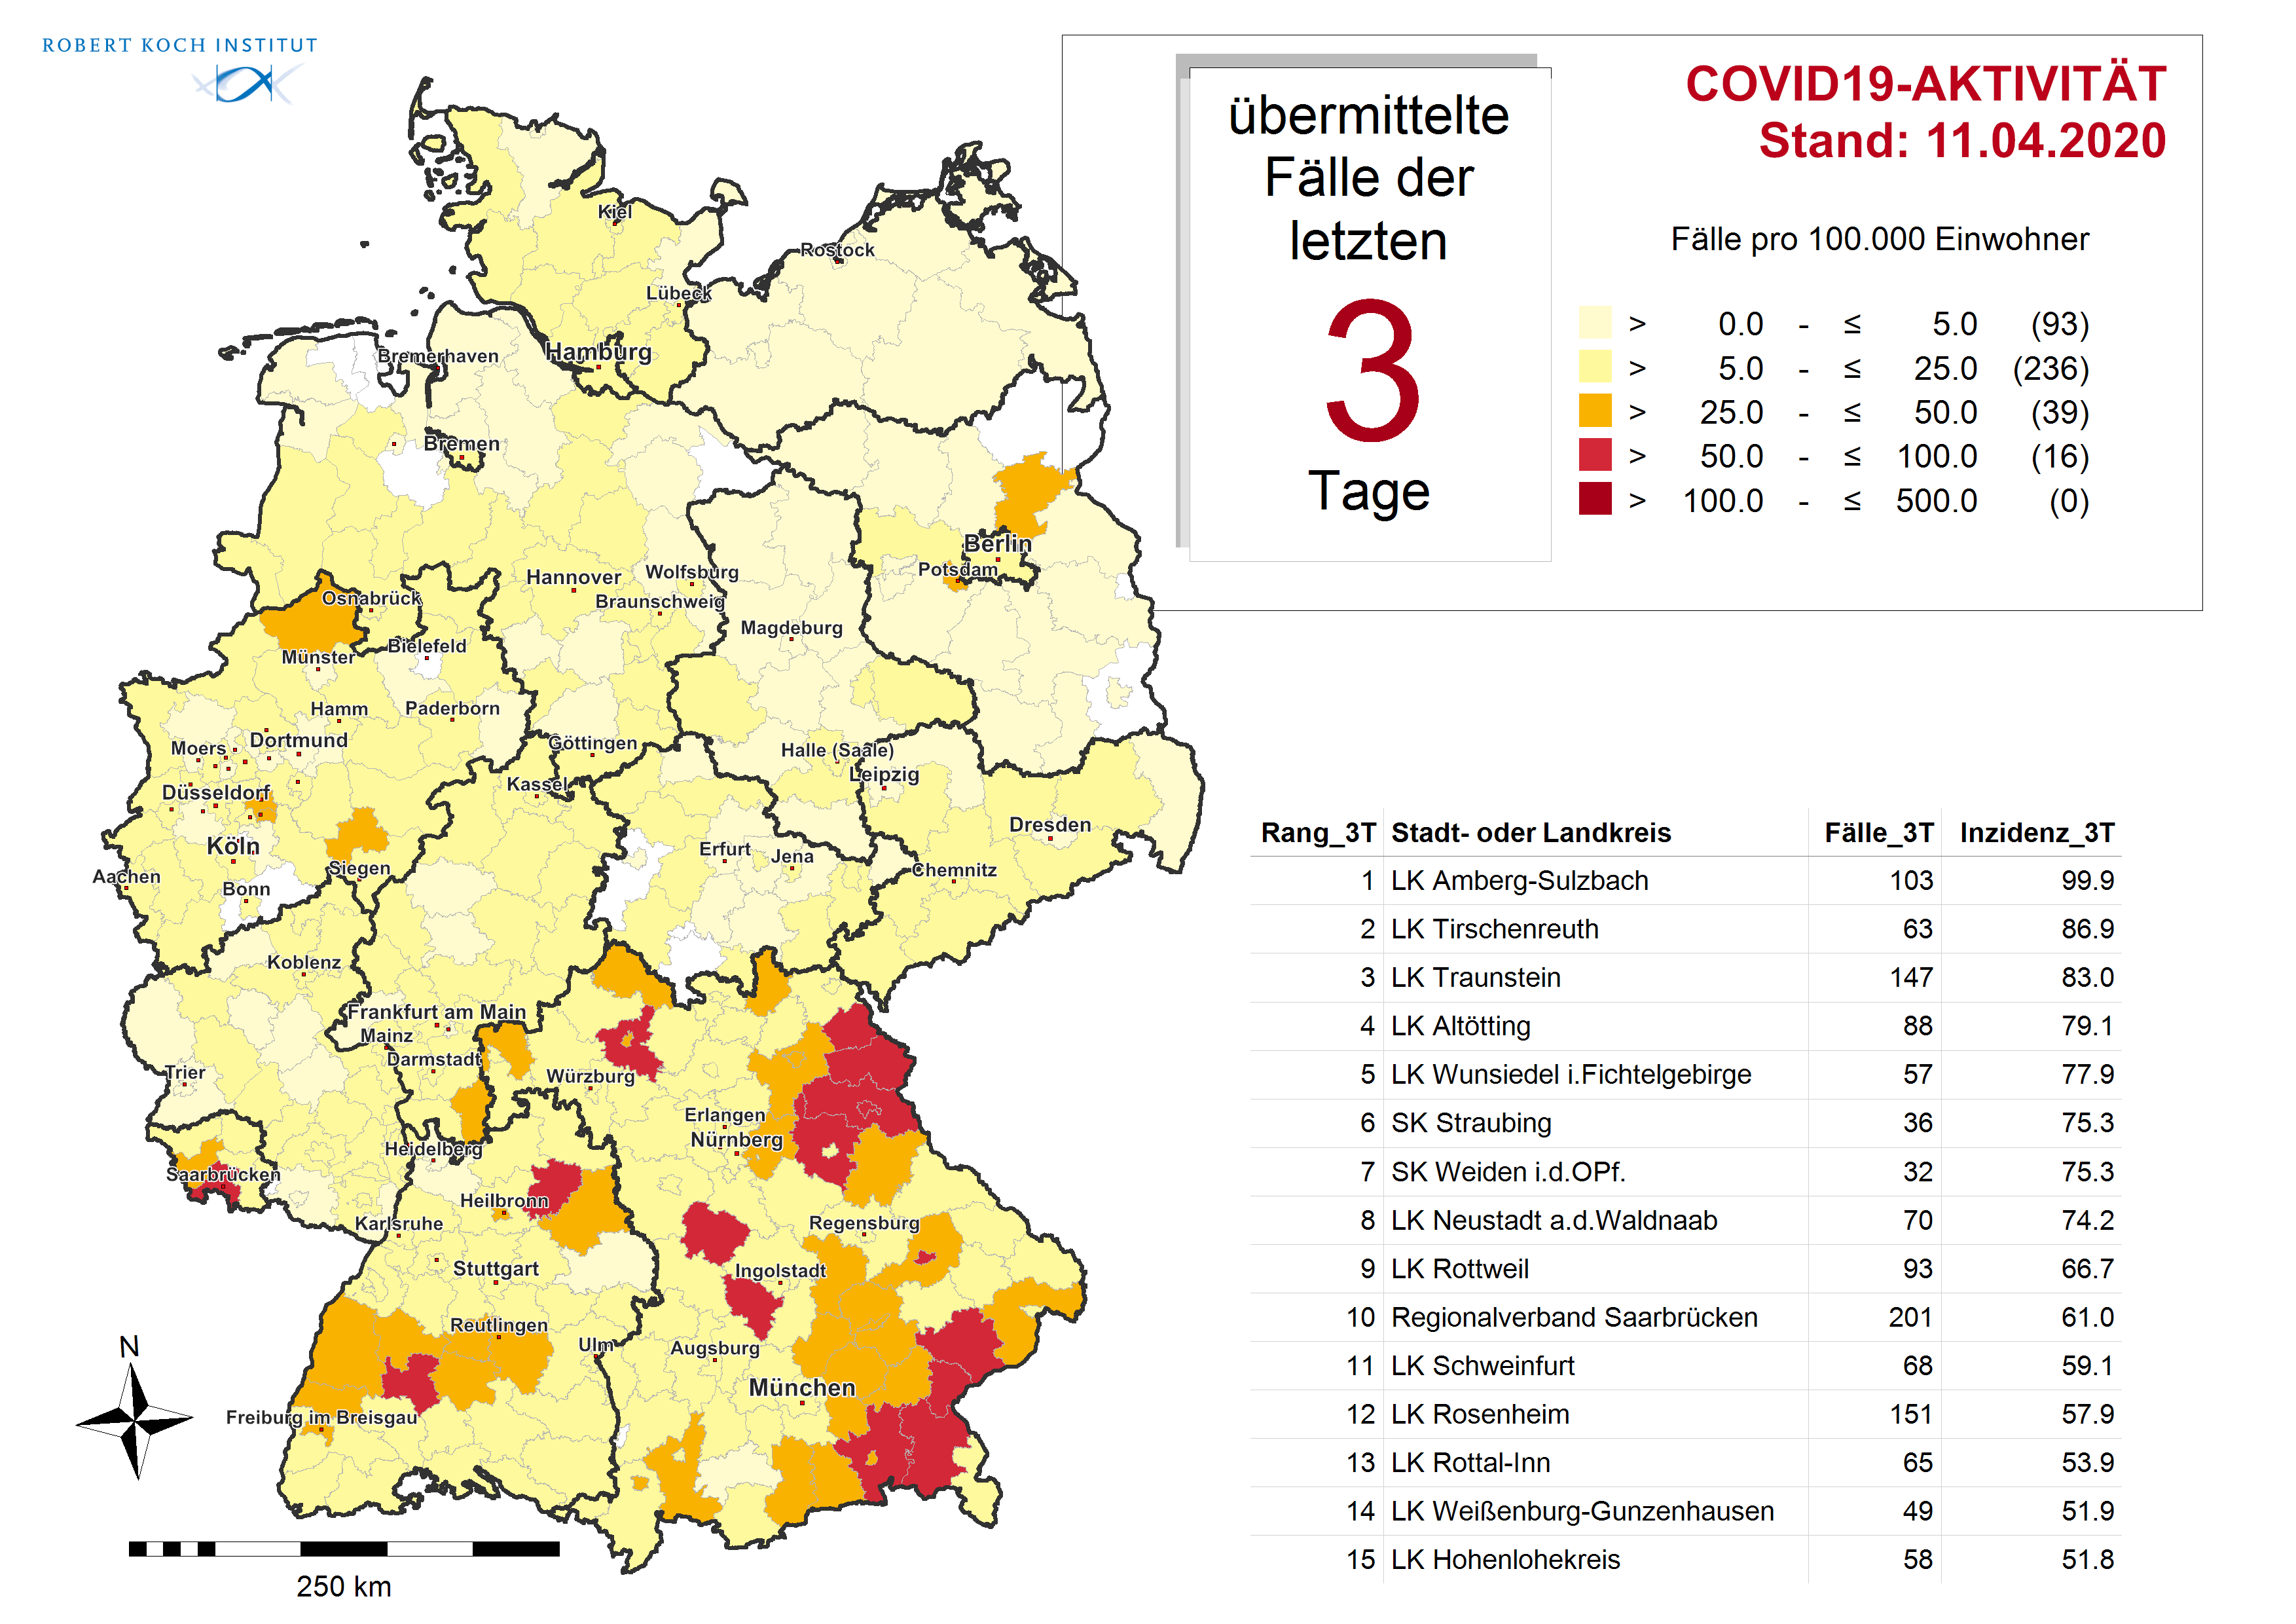 ROBERT KOCH INSTITUT
übermittelte
Fälle der
letzten
3
Tage
COVID19-AKTIVITÄT
Stand: 11.04.2020
Fälle pro 100.000 Einwohner
> 0.0 - ≤ 5.0 (93)
> 5.0 - ≤ 25.0 (236)
> 25.0 - ≤ 50.0 (39)
> 50.0 - ≤ 100.0 (16)
> 100.0 - ≤ 500.0 (0)
Kiel
Rostock
Lübeck
Hamburg
Bremerhaven
Bremen
Berlin
Potsdam
Hannover
Wolfsburg
Braunschweig
Osnabrück
Magdeburg
Bielefeld
Münster
Hamm
Paderborn
Moers
Dortmund
Göttingen
Halle (Saale)
Leipzig
Kassel
Düsseldorf
Dresden
Köln
Erfurt
Jena
Siegen
Chemnitz
Aachen
Bonn
Koblenz
Frankfurt am Main
Mainz
Darmstadt
Trier
Würzburg
Erlangen
Nürnberg
Heidelberg
Saarbrücken
Heilbronn
Karlsruhe
Regensburg
Stuttgart
Ingolstadt
Reutlingen
Ulm
Augsburg
München
Freiburg im Breisgau
N
250 km
Rang_3T Stadt- oder Landkreis Fälle_3T Inzidenz_3T
1 LK Amberg-Sulzbach 103 99.9
2 LK Tirschenreuth 63 86.9
3 LK Traunstein 147 83.0
4 LK Altötting 88 79.1
5 LK Wunsiedel i.Fichtelgebirge 57 77.9
6 SK Straubing 36 75.3
7 SK Weiden i.d.OPf. 32 75.3
8 LK Neustadt a.d.Waldnaab 70 74.2
9 LK Rottweil 93 66.7
10 Regionalverband Saarbrücken 201 61.0
11 LK Schweinfurt 68 59.1
12 LK Rosenheim 151 57.9
13 LK Rottal-Inn 65 53.9
14 LK Weißenburg-Gunzenhausen 49 51.9
15 LK Hohenlohekreis 58 51.8